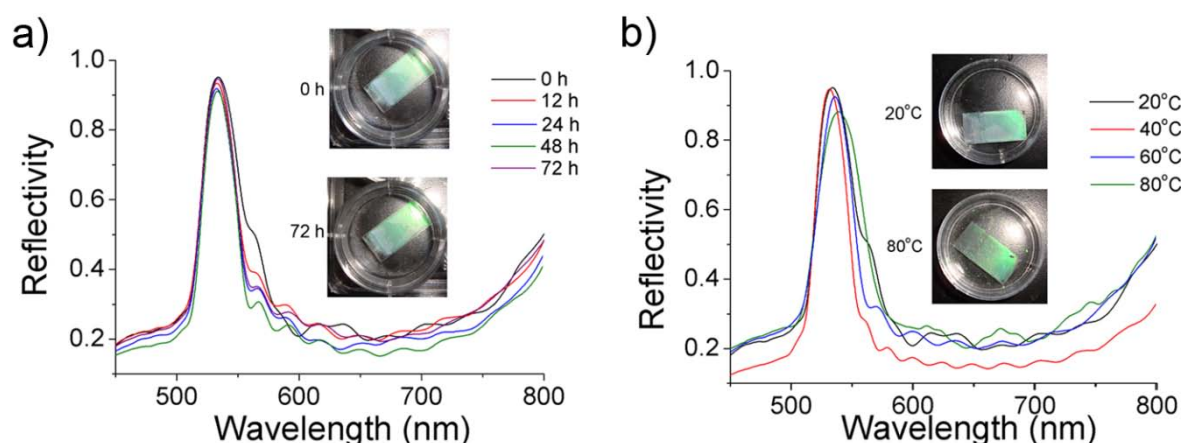 a)
Reflectivity
1.0
0.8
0.6
0.4
0.2
500
600
700
800
Wavelength (nm)
0 h
72 h
0 h
12 h
24 h
48 h
72 h
b)
Reflectivity
1.0
0.8
0.6
0.4
0.2
500
600
700
800
Wavelength (nm)
20°C
80°C
20°C
40°C
60°C
80°C